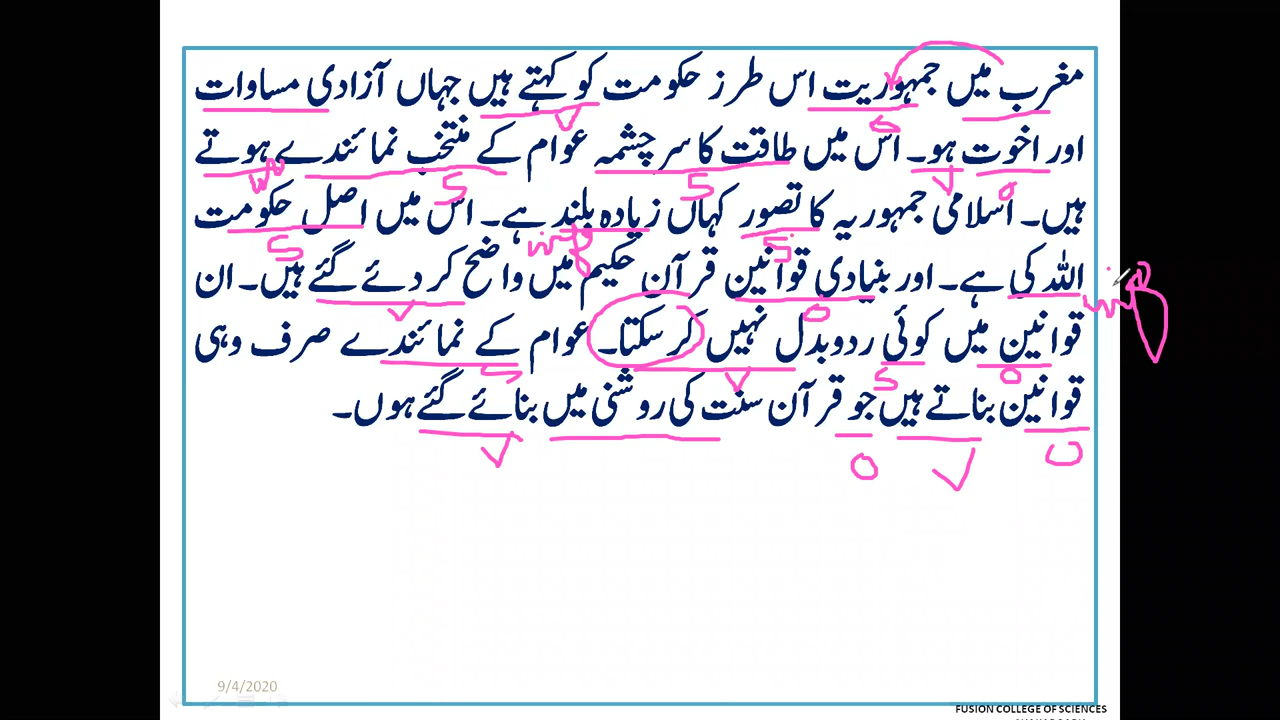 مغرب میں جمہوریت اس طرز حکومت کو کہتے ہیں جہاں آزادی مساوات
اور اخوت ہو۔ اس میں طاقت کا سر چشمہ عوام کے منتخب نمائندے ہوتے
ہیں۔ اسلامی جمہوریہ کا تصور کہاں زیادہ بلند ہے۔ اس میں اصل حکومت
اللہ کی ہے۔ اور بنیادی قوانین قرآن حکیم میں واضح کر دئے گئے ہیں۔ ان
قوانین میں کوئی ردوبدل نہیں کر سکتا۔ عوام کے نمائندے صرف وہی
قوانین بناتے ہیں جو قرآن سنت کی روشنی میں بنائے گئے ہوں۔
9/4/2020
FUSION COLLEGE OF SCIENCES